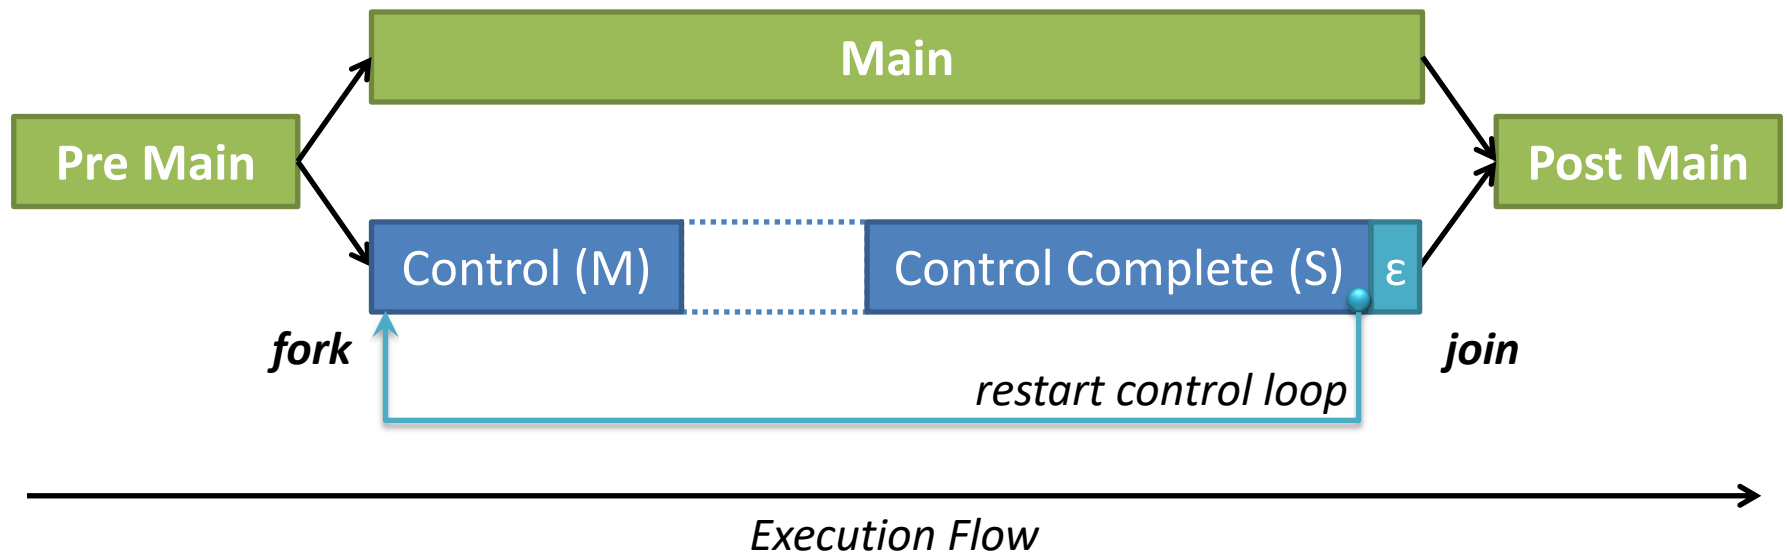 Main
Pre Main
Post Main
Control (M)
Control Complete (S)
ε
fork
join
restart control loop
Execution Flow